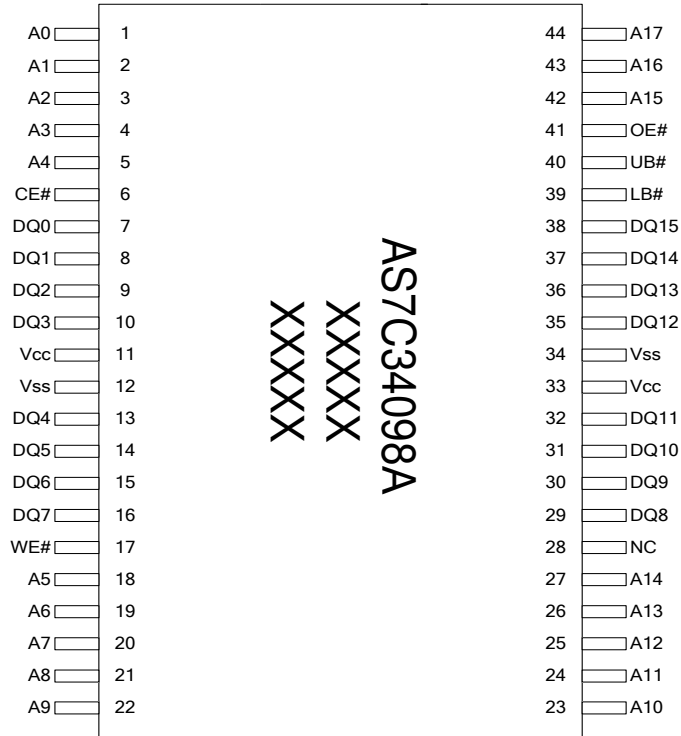 A0 1 44 A17
A1 2 43 A16
A2 3 42 A15
A3 4 41 OE#
A4 5 40 UB#
CE# 6 39 LB#
DQ0 7 38 DQ15
DQ1 8 37 DQ14
DQ2 9 36 DQ13
DQ3 10 35 DQ12
Vcc 11 34 Vss
Vss 12 33 Vcc
DQ4 13 32 DQ11
DQ5 14 31 DQ10
DQ6 15 30 DQ9
DQ7 16 29 DQ8
WE# 17 28 NC
A5 18 27 A14
A6 19 26 A13
A7 20 25 A12
A8 21 24 A11
A9 22 23 A10
AS7C34098A
XXXXX
XXXXX